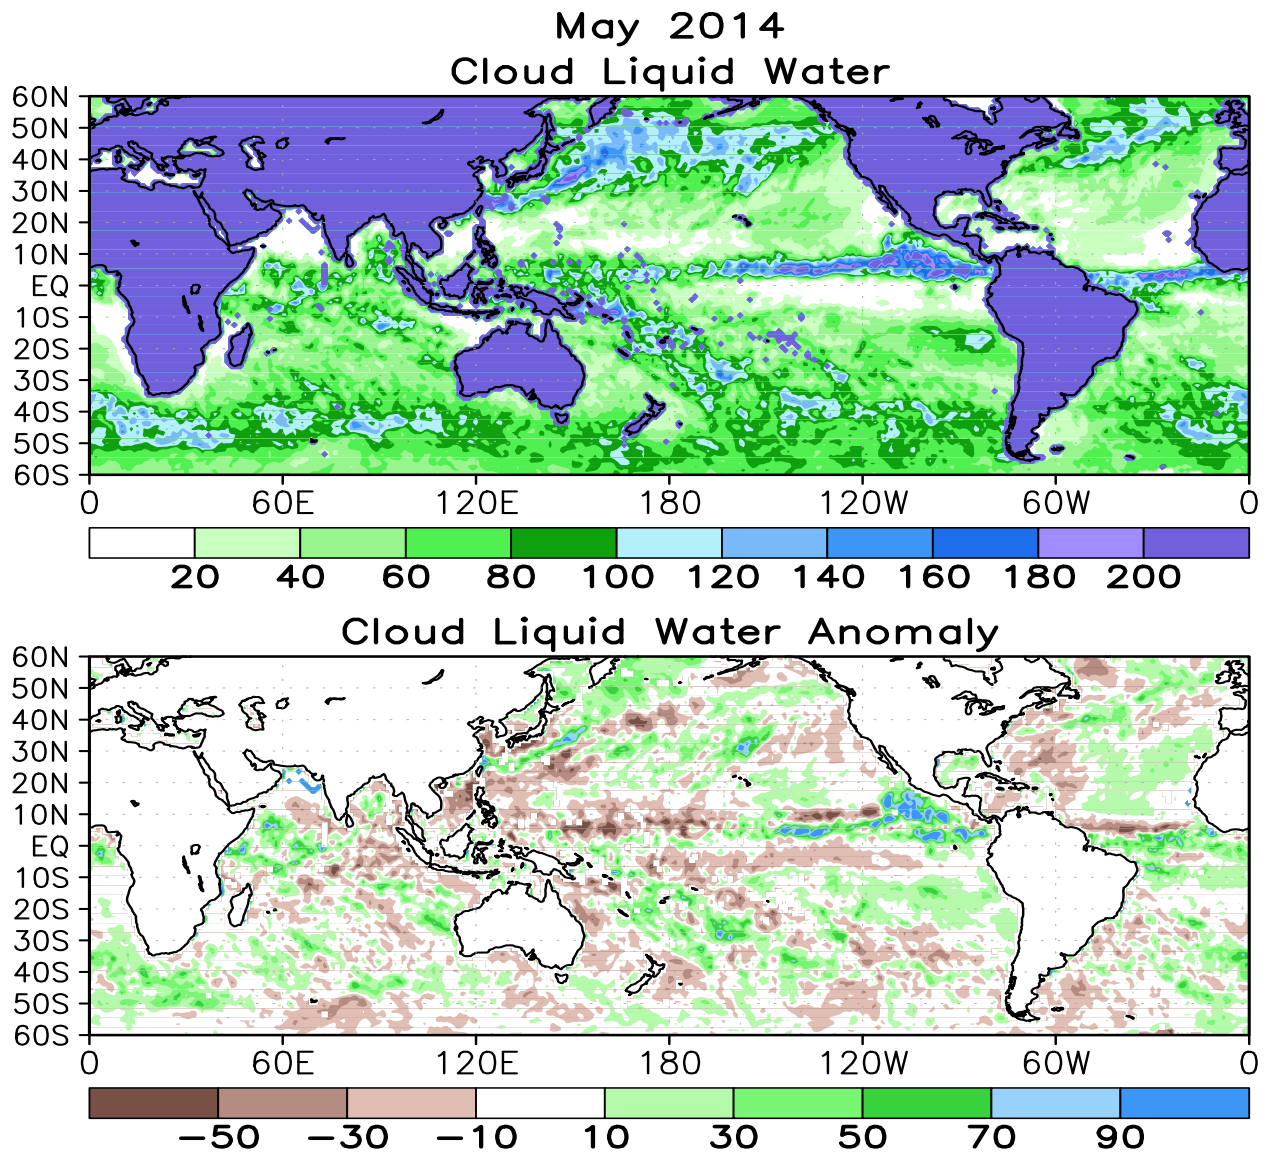 May 2014
Cloud Liquid Water
60N
50N
40N
30N
20N
10N
EQ
10S
20S
30S
40S
50S
60S
0 60E 120E 180 120W 60W 0
20 40 60 80 100 120 140 160 180 200
Cloud Liquid Water Anomaly
60N
50N
40N
30N
20N
10N
EQ
10S
20S
30S
40S
50S
60S
0 60E 120E 180 120W 60W 0
−50 −30 −10 10 30 50 70 90